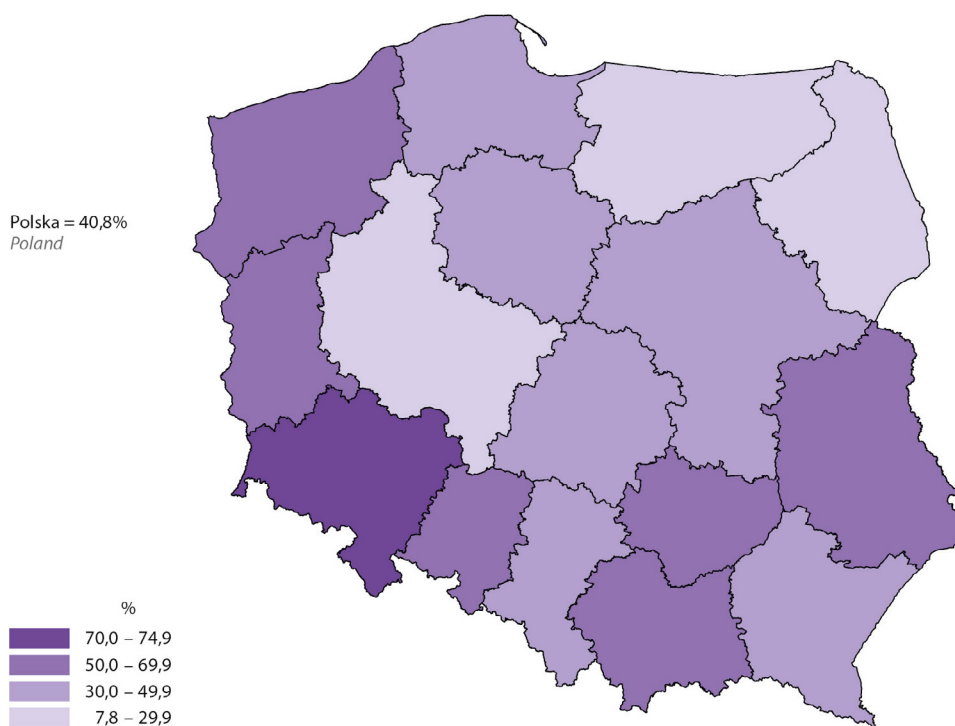 Polska = 40,8%
Poland
%
70,0 – 74,9
50,0 – 69,9
30,0 – 49,9
7,8 – 29,9